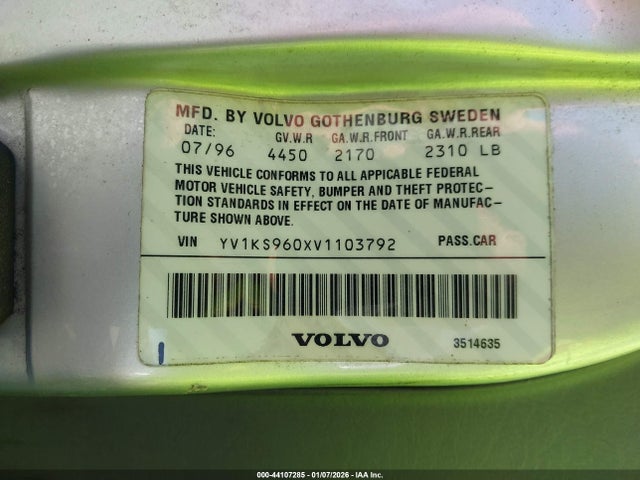 MFD. BY VOLVO GOTHENBURG SWEDEN
DATE: GV.W.R GA.W.R.FRONT GA.W.R.REAR
07/96 4450 2170 2310 LB
THIS VEHICLE CONFORMS TO ALL APPLICABLE FEDERAL
MOTOR VEHICLE SAFETY, BUMPER AND THEFT PROTEC-
TION STANDARDS IN EFFECT ON THE DATE OF MANUFAC-
TURE SHOWN ABOVE.
VIN YV1KS960XV1103792 PASS.CAR
VOLVO
3514635
000-44107285 - 01/07/2026 - IAA Inc.